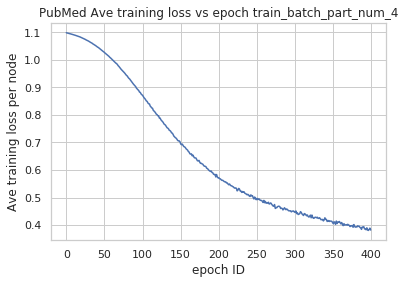 PubMed Ave training loss vs epoch train_batch_part_num_4
1.1
1.0
0.9
0.8
0.7
0.6
0.5
0.4
Ave training loss per node
0 50 100 150 200 250 300 350 400
epoch ID